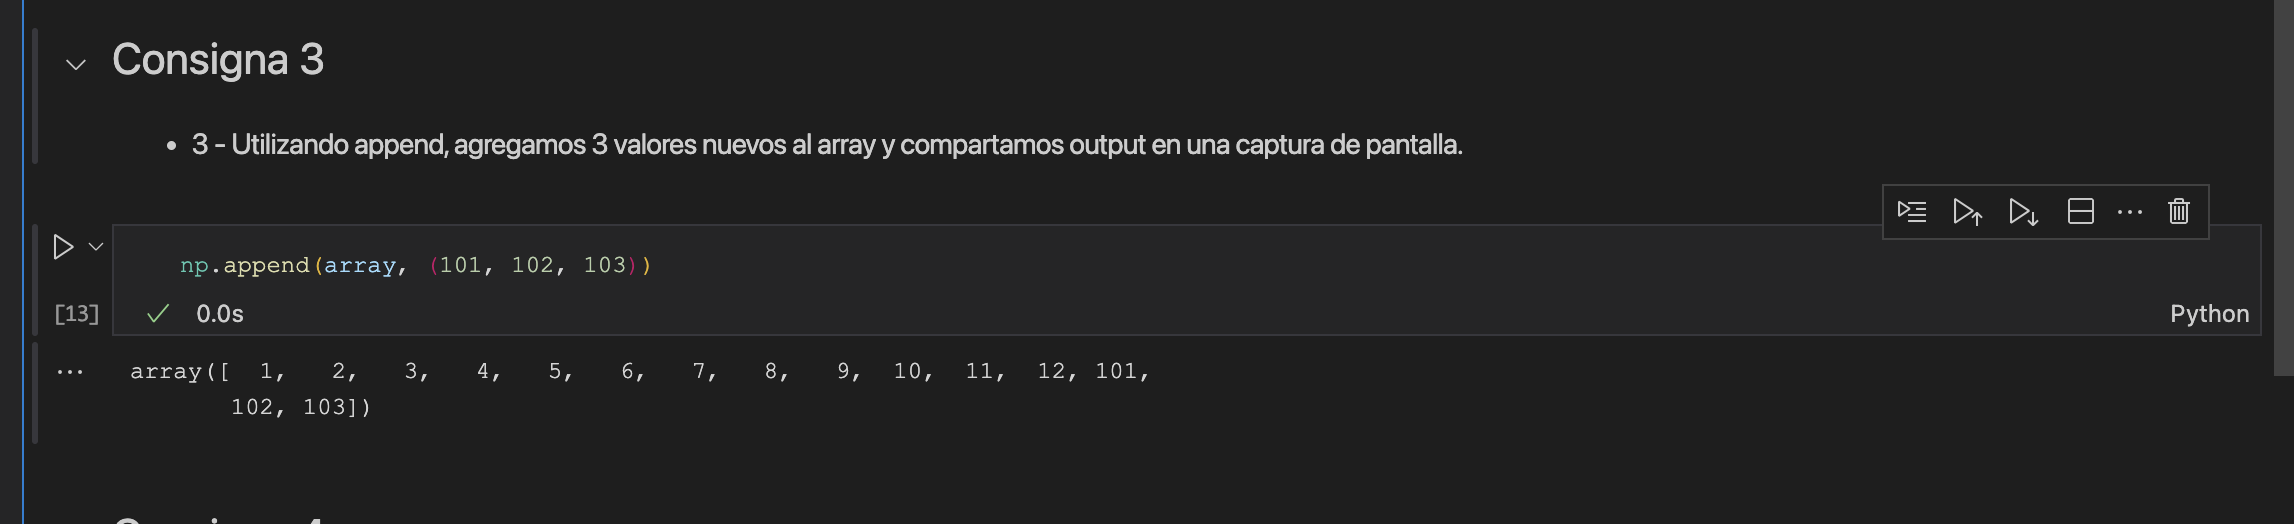 Consigna 3
• 3 - Utilizando append, agregamos 3 valores nuevos al array y compartamos output en una captura de pantalla.
np.append(array, (101, 102, 103))
[13] 0.0s Python
array([  1,   2,   3,   4,   5,   6,   7,   8,   9,  10,  11,  12, 101,
       102, 103])